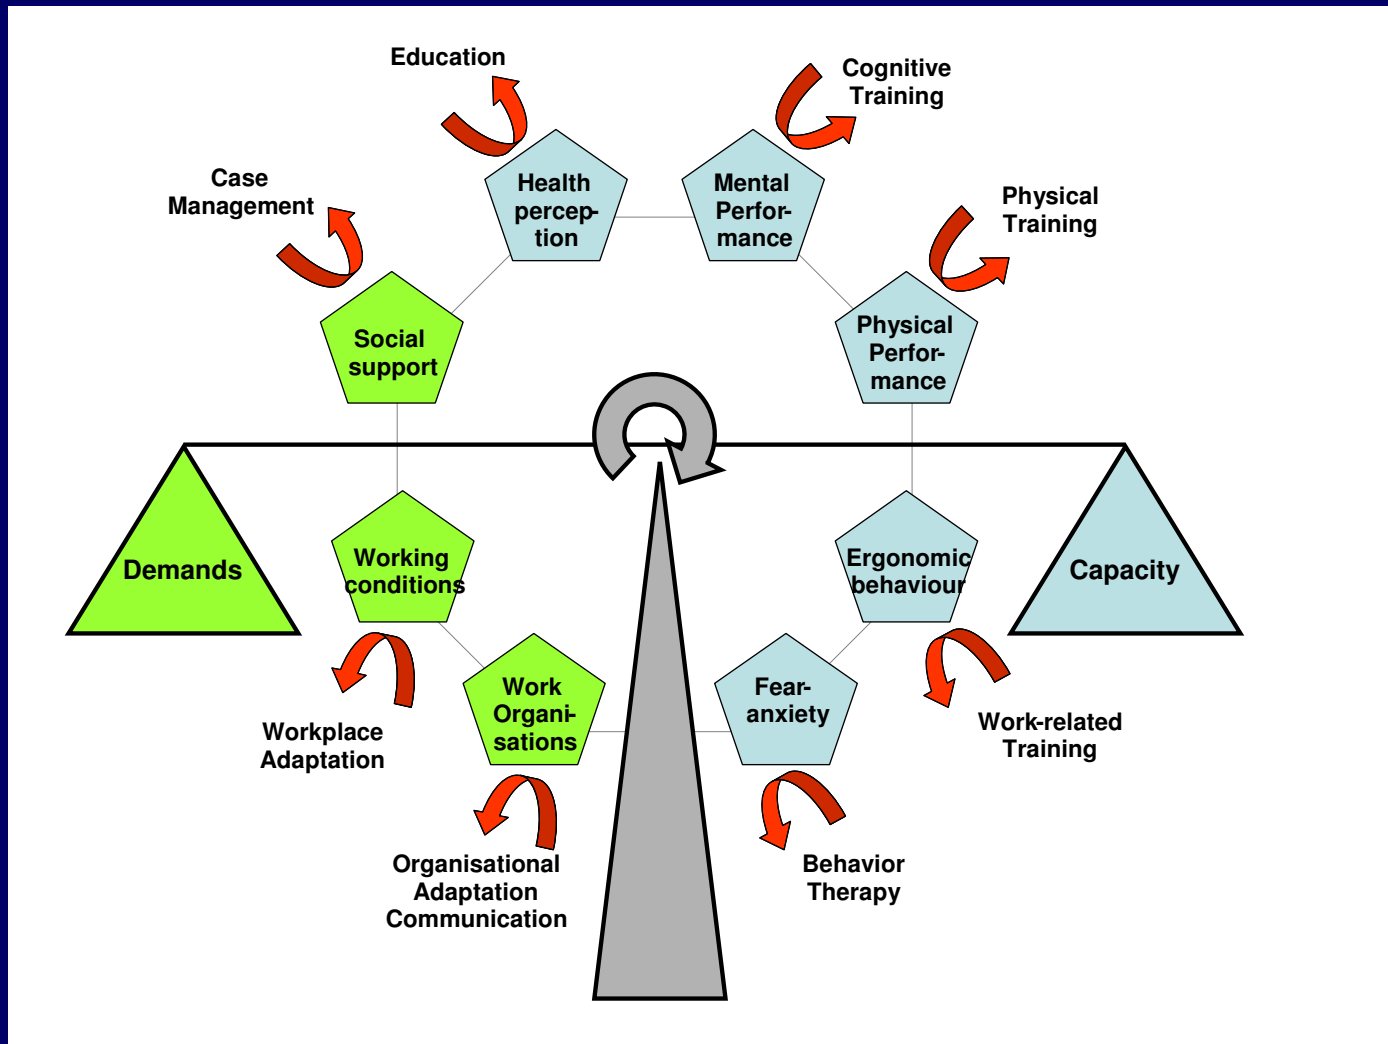 Education
Cognitive
Training
Case
Management
Health
percep-
tion
Mental
Perfor-
mance
Physical
Training
Social
support
Physical
Perfor-
mance
Demands
Working
conditions
Ergonomic
behaviour
Capacity
Work
Organi-
sations
Fear-
anxiety
Workplace
Adaptation
Work-related
Training
Organisational
Adaptation
Communication
Behavior
Therapy